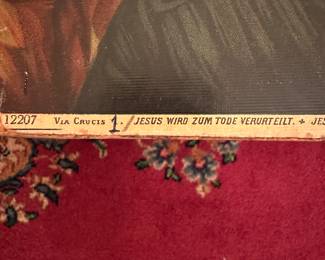 12207 VIA CRUCIS 1. JESUS WIRD ZUM TODE VERURTEILT. + JES